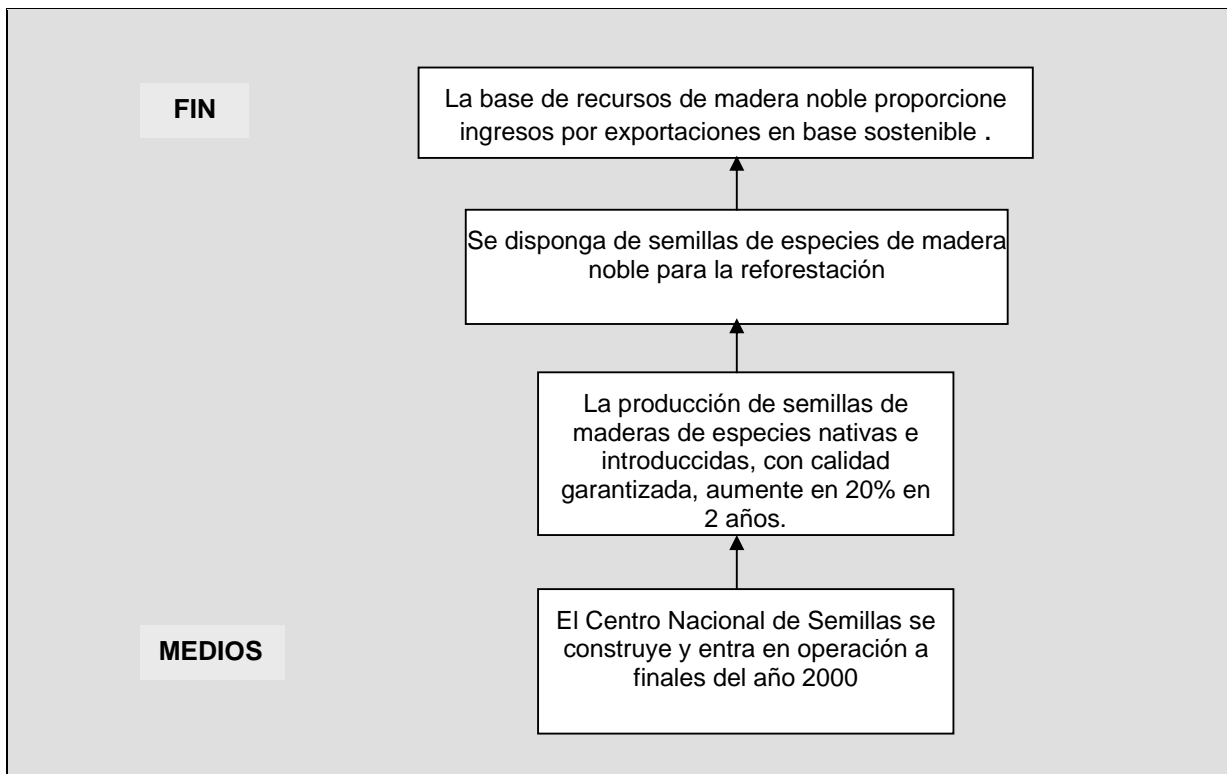 FIN
La base de recursos de madera noble proporcione
ingresos por exportaciones en base sostenible .
Se disponga de semillas de especies de madera
noble para la reforestación
La producción de semillas de
maderas de especies nativas e
introduccidas, con calidad
garantizada, aumente en 20% en
2 años.
MEDIOS
El Centro Nacional de Semillas se
construye y entra en operación a
finales del año 2000